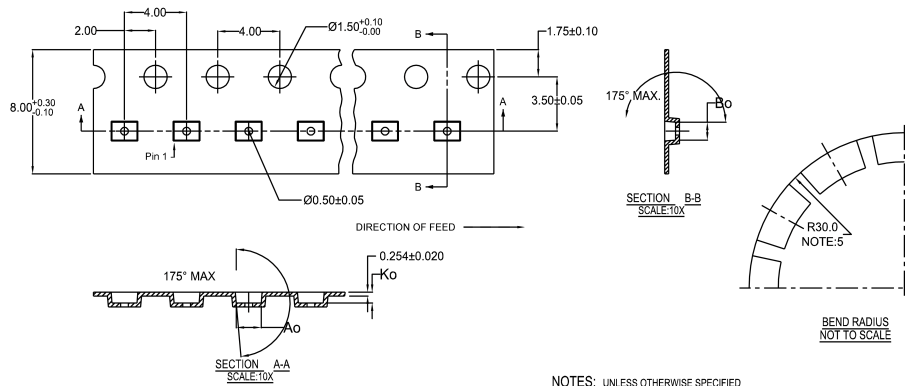 4.00
2.00
4.00
Ø1.50 +0.10 -0.00
B
1.75±0.10
8.00 +0.30 -0.10
A
A
3.50±0.05
Pin 1
B
Ø0.50±0.05
DIRECTION OF FEED
175° MAX.
Bo
SECTION B-B
SCALE:10X
R30.0
NOTE:5
BEND RADIUS
NOT TO SCALE
0.254±0.020
175° MAX
Ko
Ao
SECTION A-A
SCALE:10X
NOTES: UNLESS OTHERWISE SPECIFIED